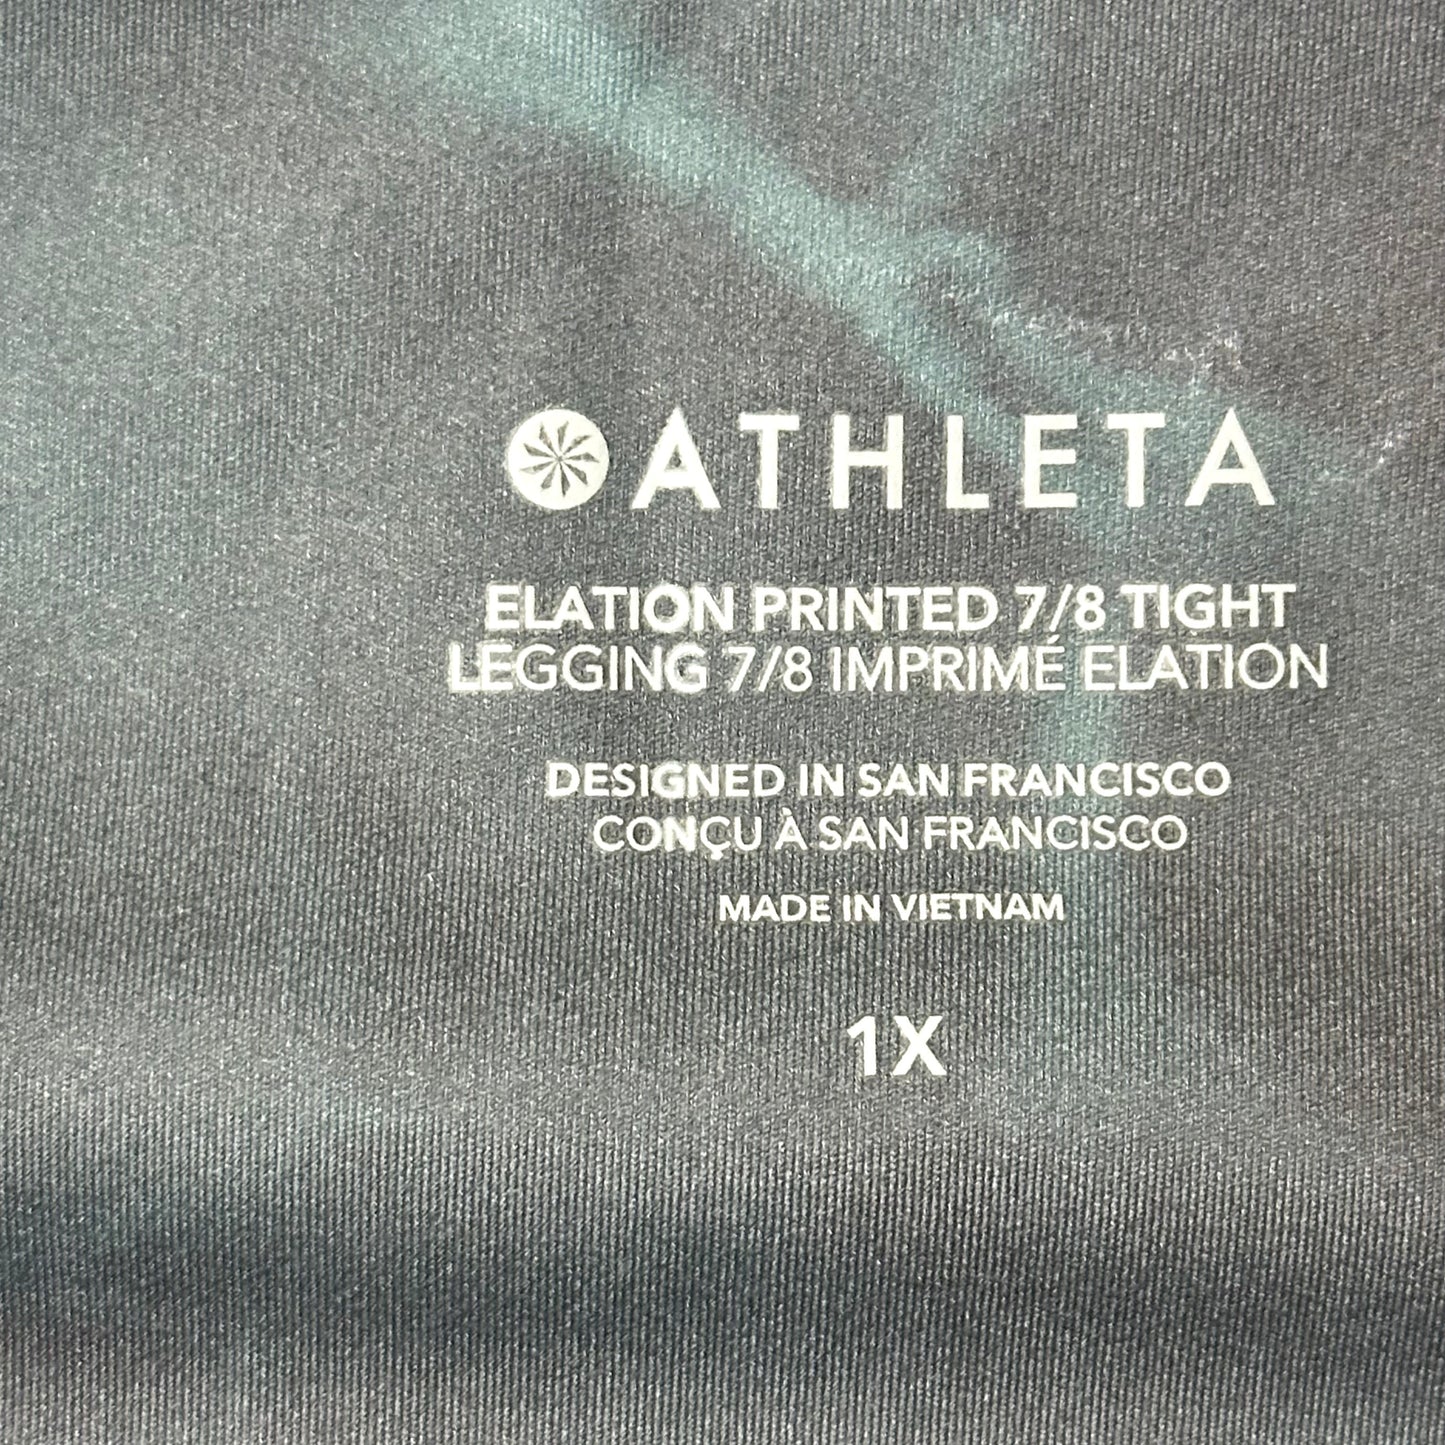 ATHLETA
ELATION PRINTED 7/8 TIGHT
LEGGING 7/8 IMPRIMÉ ELATION
DESIGNED IN SAN FRANCISCO
CONÇU À SAN FRANCISCO
MADE IN VIETNAM
1X